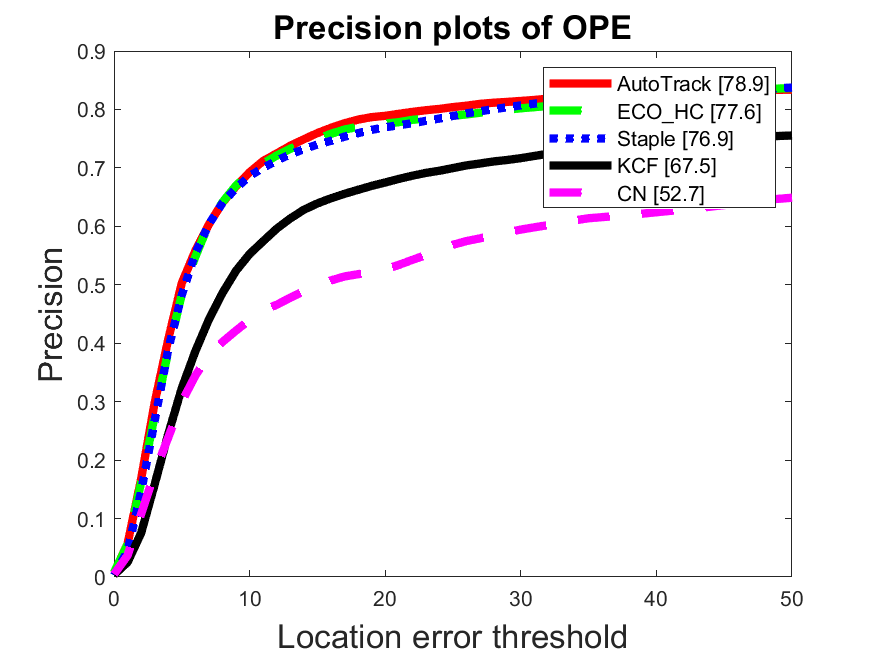 Precision plots of OPE
0.9
0.8
0.7
0.6
0.5
0.4
0.3
0.2
0.1
0
Precision
AutoTrack [78.9]
ECO_HC [77.6]
Staple [76.9]
KCF [67.5]
CN [52.7]
0 10 20 30 40 50
Location error threshold